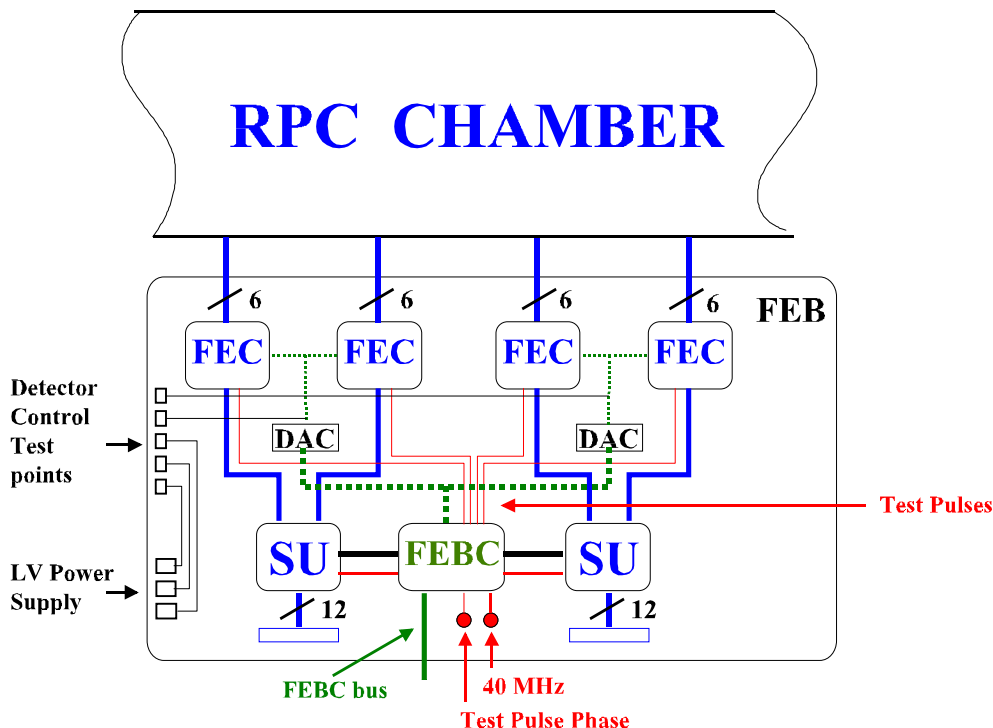 RPC CHAMBER
6
6
6
6
FEB
FEC
FEC
FEC
FEC
Detector
Control
Test
points
DAC
DAC
Test Pulses
SU
FEBC
SU
LV Power
Supply
12
12
FEBC bus
40 MHz
Test Pulse Phase